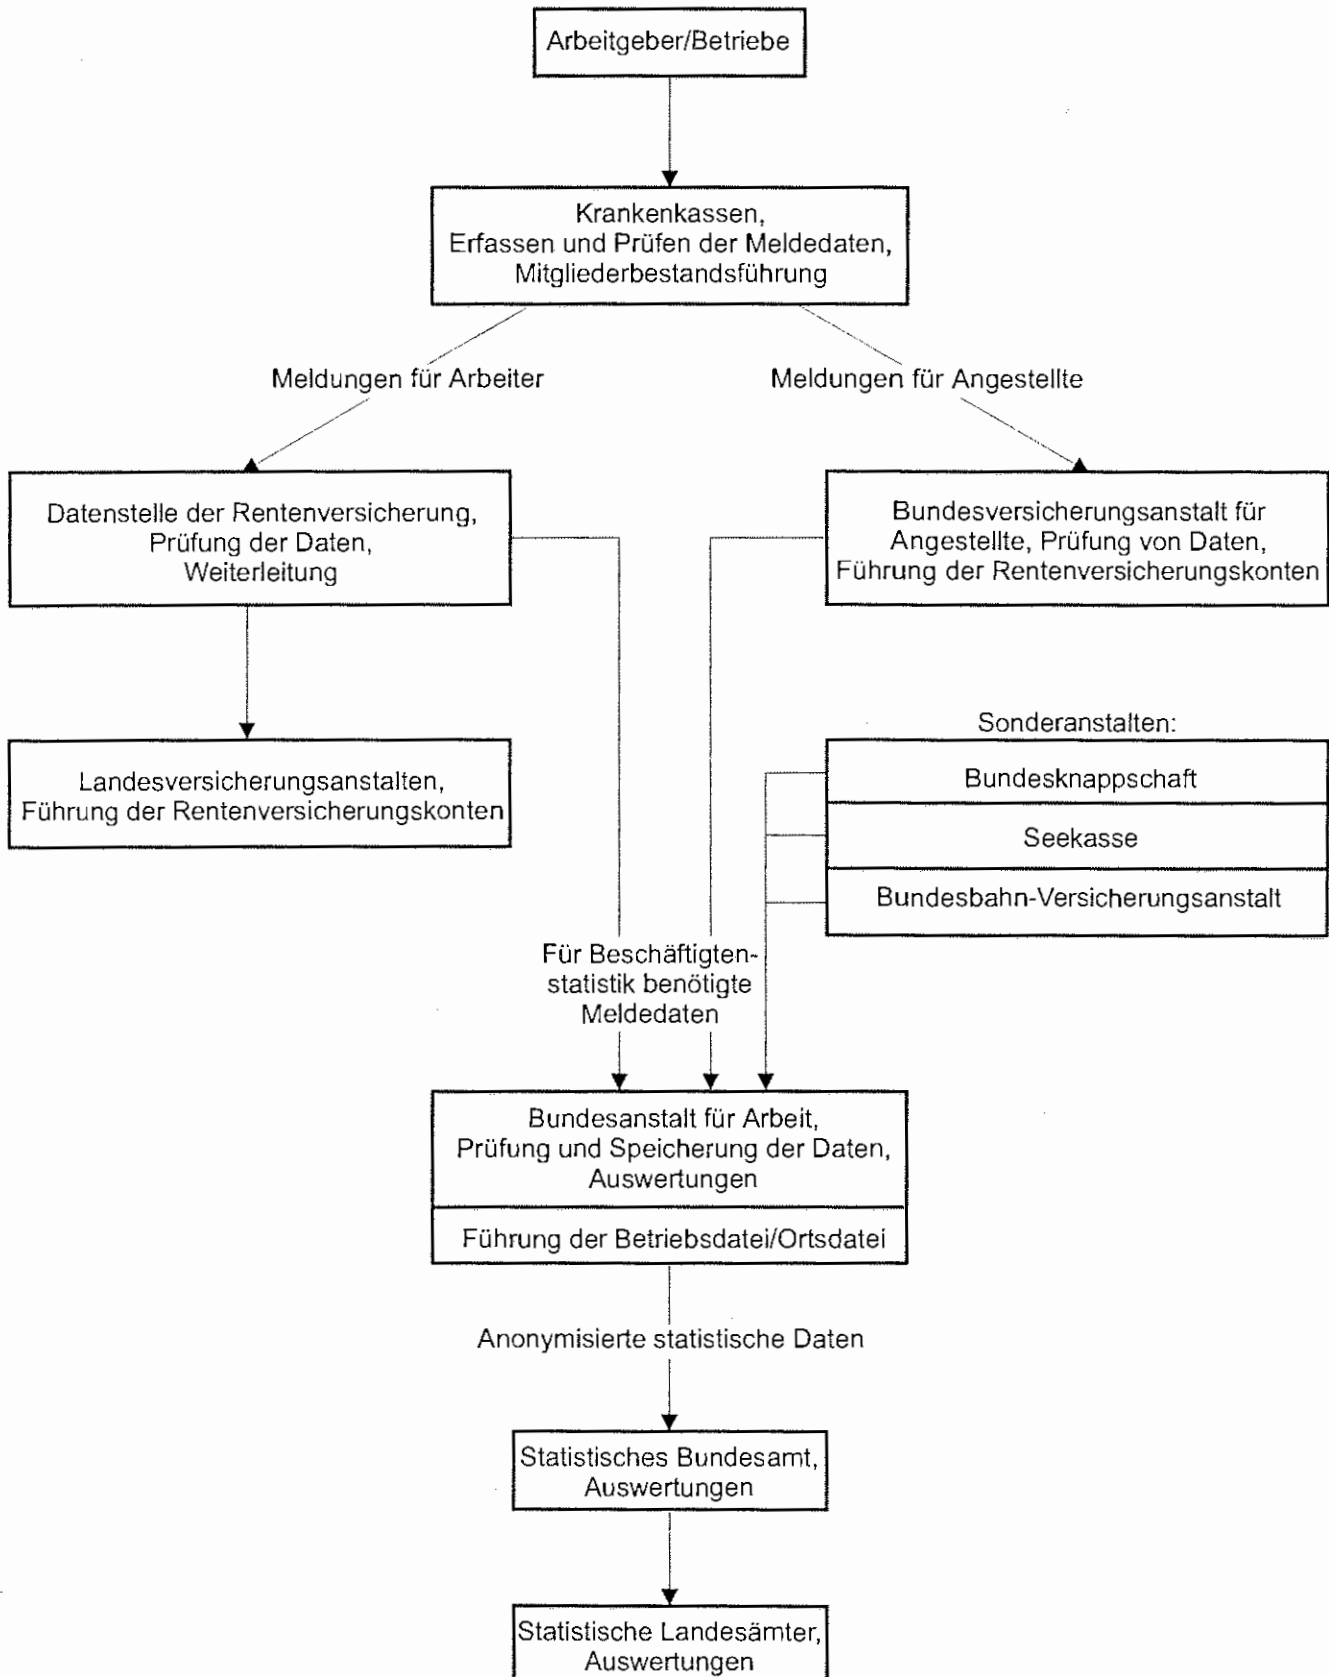 Arbeitgeber/Betriebe
Krankenkassen,
Erfassen und Prüfen der Meldedaten,
Mitgliederbestandsführung
Meldungen für Arbeiter
Meldungen für Angestellte
Datenstelle der Rentenversicherung,
Prüfung der Daten,
Weiterleitung
Bundesversicherungsanstalt für
Angestellte, Prüfung von Daten,
Führung der Rentenversicherungskonten
Landesversicherungsanstalten,
Führung der Rentenversicherungskonten
Sonderanstalten:
Bundesknappschaft
Seekasse
Bundesbahn-Versicherungsanstalt
Für Beschäftigten-
statistik benötigte
Meldedaten
Bundesanstalt für Arbeit,
Prüfung und Speicherung der Daten,
Auswertungen
Führung der Betriebsdatei/Ortsdatei
Anonymisierte statistische Daten
Statistisches Bundesamt,
Auswertungen
Statistische Landesämter,
Auswertungen